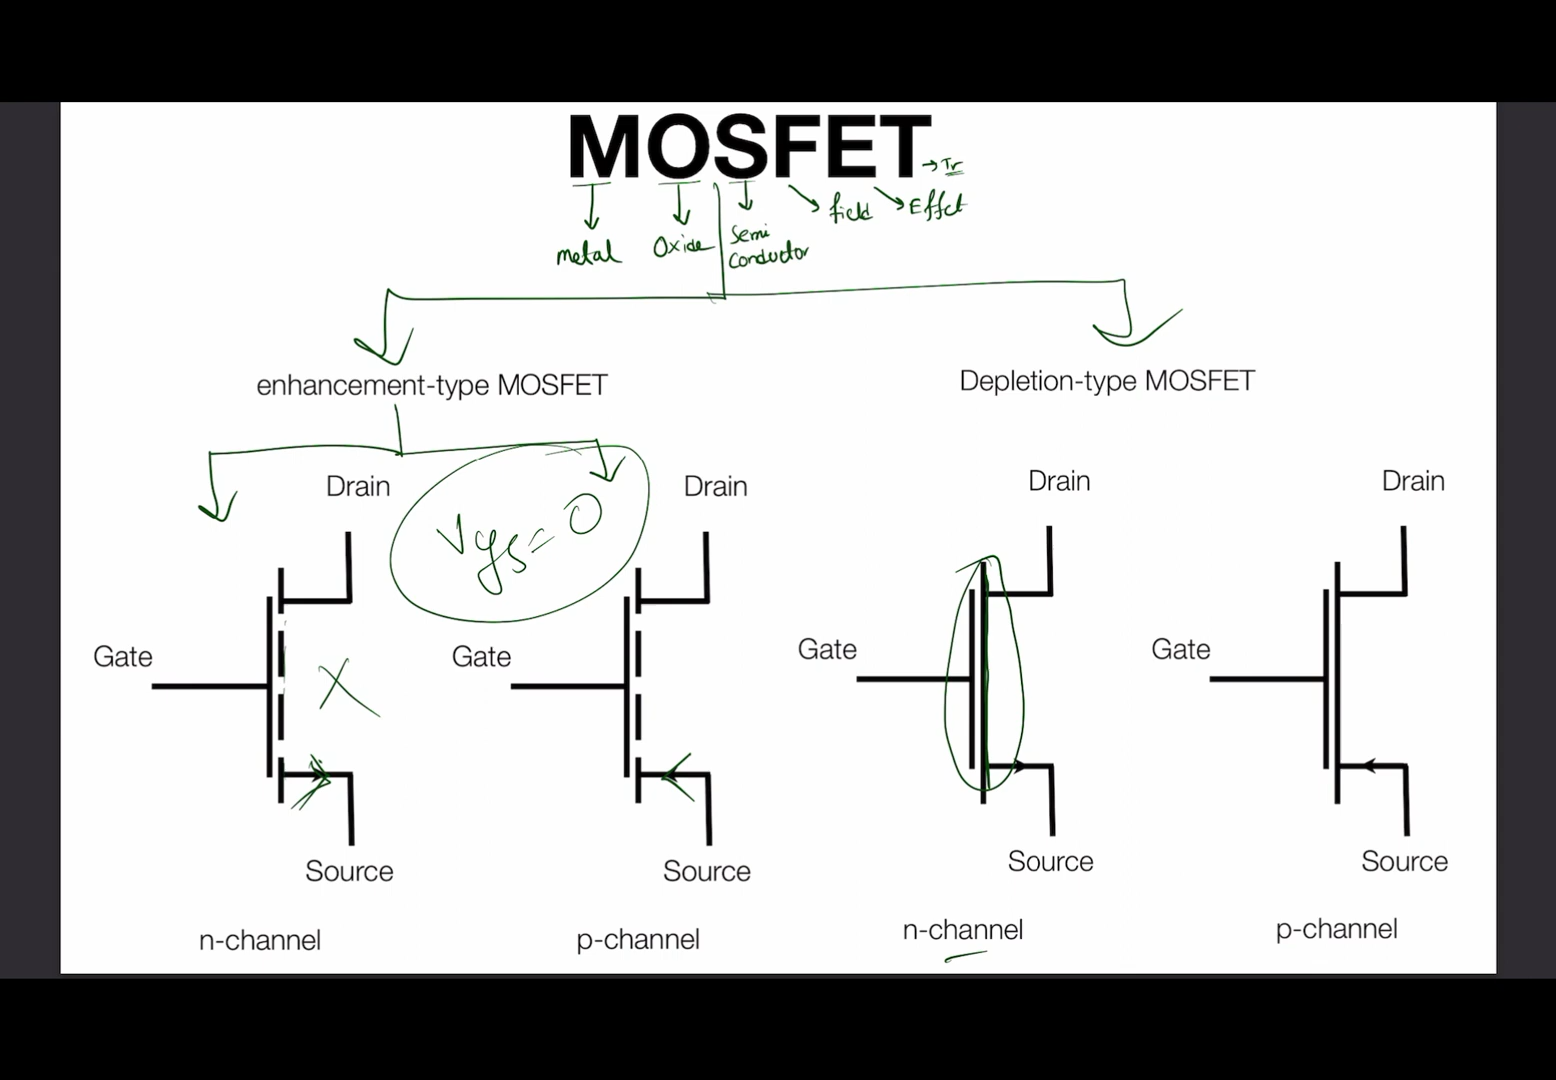 MOSFET
→ Tr
metal
Oxide
Semi
Conductor
field
Effct
enhancement-type MOSFET
Depletion-type MOSFET
Drain
Drain
Drain
Drain
Vgs=0
Gate
Gate
Gate
Gate
X
Source
Source
Source
Source
n-channel
p-channel
n-channel
p-channel